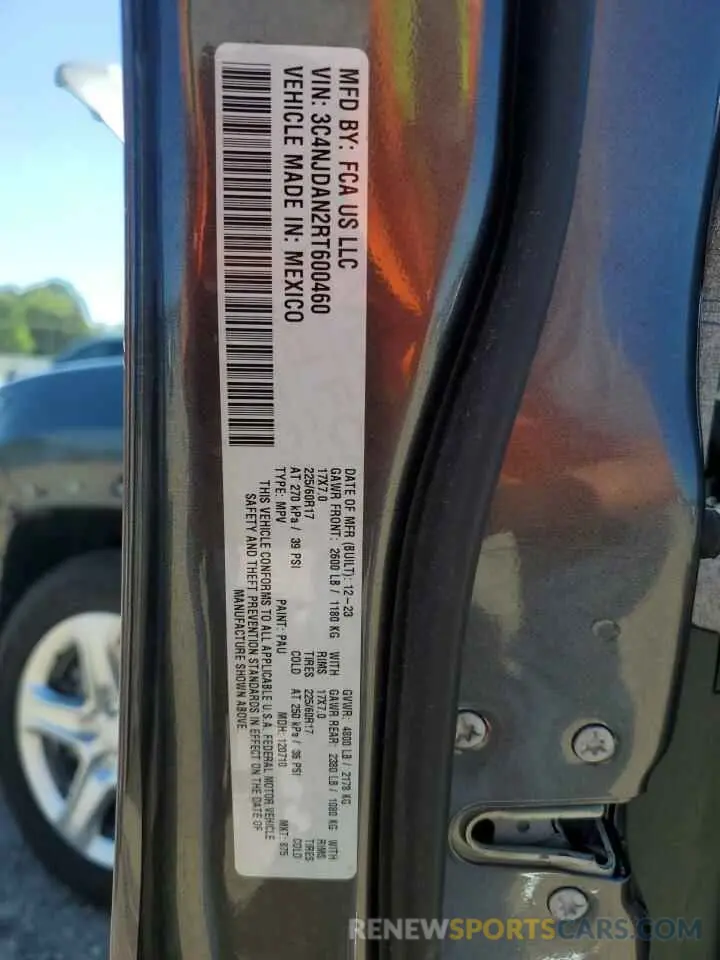 MFD BY: FCA US LLC
VIN: 3C4NJDAN2RT600460
VEHICLE MADE IN: MEXICO
DATE OF MFR (BUILT): 12-23 GVWR: 4800 LB / 2178 KG
GAWR FRONT: 2600 LB / 1180 KG WITH GAWR REAR: 2380 LB / 1080 KG WITH
17X7.0 RIMS 17X7.0 RIMS
225/60R17 TIRES 225/60R17 TIRES
AT 270 kPa / 39 PSI COLD AT 250 kPa / 36 PSI COLD
TYPE: MPV PAINT: PAU MDH: 120710 MKT: 675
THIS VEHICLE CONFORMS TO ALL APPLICABLE U.S.A. FEDERAL MOTOR VEHICLE
SAFETY AND THEFT PREVENTION STANDARDS IN EFFECT ON THE DATE OF
MANUFACTURE SHOWN ABOVE.
RENEWSPORTSCARS.COM